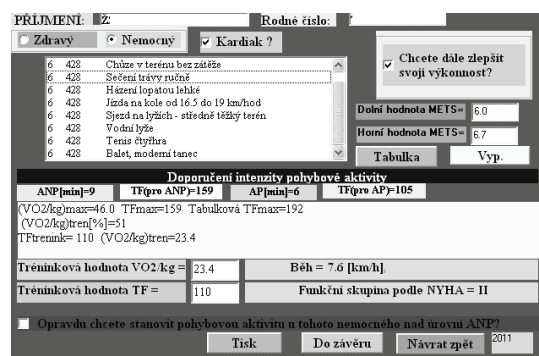 PŘÍJMENÍ: Ž Rodné číslo: r
Zdravý Nemocný Kardiak ?
6 428 Chůze v terénu bez zátěže
6 428 Sečení trávy ručně
6 428 Házení lopatou lehké
6 428 Jízda na kole od 16.5 do 19 km/hod
6 428 Sjezd na lyžích - středně těžký terén
6 428 Vodní lyže
6 428 Tenis čtyřhra
6 428 Balet, moderní tanec
Chcete dále zlepšit
svoji výkonnost?
Dolní hodnota METS= 6.0
Horní hodnota METS= 6.7
Tabulka Vyp.
Doporučení intenzity pohybové aktivity
ANP[min]=9 TF(pro ANP)=159 AP[min]=6 TF(pro AP)=105
(VO2/kg)max=46.0 TFmax=159 Tabulková TFmax=192
(VO2/kg)tren[%]=51
TFtrenink= 110 (VO2/kg)tren=23.4
Tréninková hodnota VO2/kg = 23.4 Běh = 7.6 [km/h],
Tréninková hodnota TF = 110 Funkční skupina podle NYHA = II
Opravdu chcete stanovit pohybovou aktivitu u tohoto nemocného nad úrovní ANP?
Tisk Do závěru Návrat zpět 2011